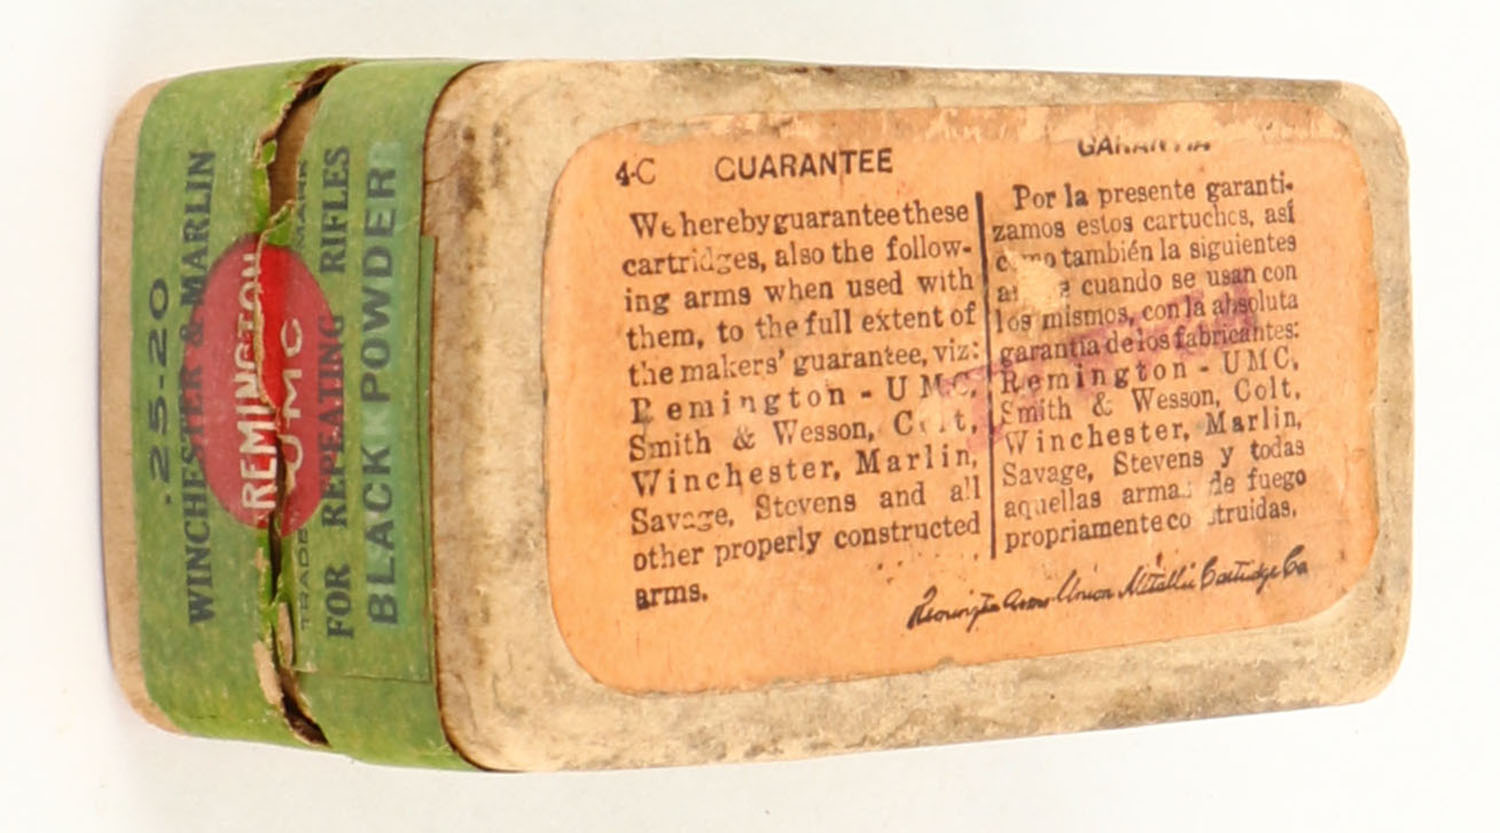 .25-20
WINCHESTER & MARLIN
REMINGTON
UMC
TRADE MARK
FOR REPEATING RIFLES
BLACK POWDER
4-C GUARANTEE
We hereby guarantee these
cartridges, also the follow-
ing arms when used with
them, to the full extent of
the makers' guarantee, viz:
Remington - UMC,
Smith & Wesson, Colt,
Winchester, Marlin,
Savage, Stevens and all
other properly constructed
arms.
GARANTIA
Por la presente garanti-
zamos estos cartuchos, así
como también la siguientes
cuando se usan con
los mismos, con la absoluta
garantia de los fabricantes:
Remington - UMC,
Smith & Wesson, Colt,
Winchester, Marlin,
Savage, Stevens y todas
aquellas armas de fuego
propriamente construidas.
Remington Arms Union Metallic Cartridge Co